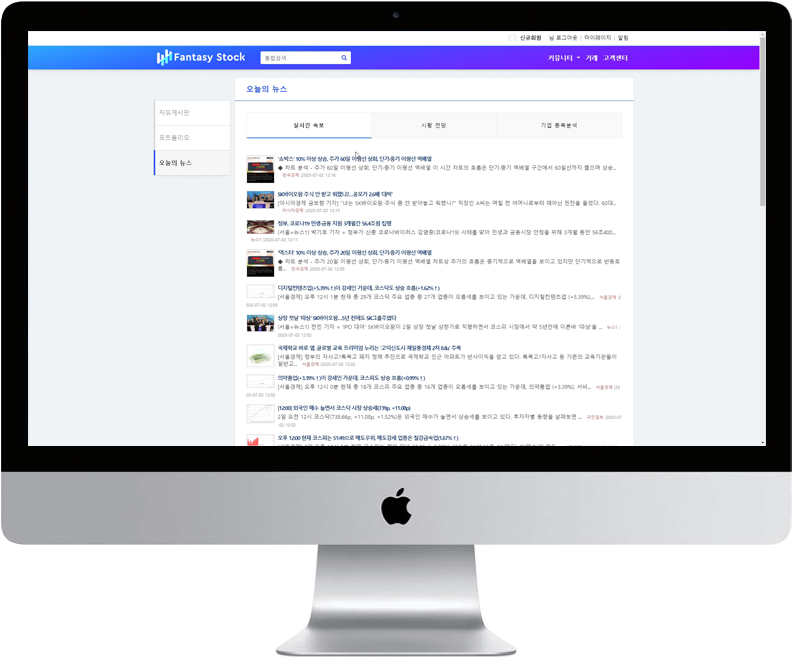 신규회원 님 로그아웃 | 마이페이지 | 알림
Fantasy Stock
통합검색
커뮤니티 거래 고객센터
자유게시판
포트폴리오
오늘의 뉴스
오늘의 뉴스
실시간 속보
시황 전망
기업 종목분석
'쇼박스' 10% 이상 상승, 주가 60일 이평선 상회, 단기·중기 이평선 역배열
◆ 차트 분석 - 주가 60일 이평선 상회, 단기·중기 이평선 역배열 이 시간 차트의 흐름은 단기·중기 역배열 구간에서 60일선까지 뚫으며 상승...
한국경제 |2020-07-02 12:16
SK바이오팜 주식 안 받고 뭐했니?...공모가 2.6배 '대박'
[아시아경제 금보령 기자] "너는 SK바이오팜 주식 좀 안 받아놓고 뭐했니?" 직장인 A씨는 며칠 전 어머니로부터 때아닌 핀잔을 들었다. 60대...
아시아경제 |2020-07-02 12:13
정부, 코로나19 민생·금융 지원 3개월간 56.4조원 집행
(서울=뉴스1) 박기호 기자 = 정부가 신종 코로나바이러스 감염증(코로나19) 사태를 맞아 민생과 금융시장 안정을 위해 3개월 동안 56조400...
뉴스1 |2020-07-02 12:11
'덱스터' 10% 이상 상승, 주가 20일 이평선 상회, 단기·중기 이평선 역배열
◆ 차트 분석 - 주가 20일 이평선 상회, 단기·중기 이평선 역배열 차트상 주가의 흐름은 중기적으로 역배열을 보이고 있지만 단기적으로 반등흐
름... 한국경제 |2020-07-02 12:09
디지털컨텐츠업(+5.39%↑)이 강세인 가운데, 코스닥도 상승 흐름(+1.62%↑)
[서울경제] 오후 12시 1분 현재 총 29개 코스닥 주요 업종 중 27개 업종이 오름세를 보이고 있는 가운데, 디지털컨텐츠업 (+5.39%)... 서울경제 |2
020-07-02 12:05
상장 첫날 '따상' SK바이오팜...5년 전에도 SK그룹주였다
(서울=뉴스1) 전민 기자 = 'IPO 대어' SK바이오팜이 2일 상장 첫날 상한가로 직행하면서 코스피 시장에서 약 5년만에 이른바 '따상'을 ... 뉴스1 |
2020-07-02 12:02
국제학교 바로 옆, 글로벌 교육 프리미엄 누리는 '고덕신도시 제일풍경채 2차 Edu' 주목
[서울경제] 정부의 자사고?특목고 폐지 정책 추진으로 국제학교 인근 아파트가 반사이익을 얻고 있다. 특목고?자사고 등 기존의 교육기관들이
일반고... 서울경제 |2020-07-02 12:02
의약품업(+3.39%↑)이 강세인 가운데, 코스피도 상승 흐름(+0.99%↑)
[서울경제] 오후 12시 0분 현재 총 18개 코스피 주요 업종 중 16개 업종이 오름세를 보이고 있는 가운데, 의약품업 (+3.39%), 서비... 서울경제 |20
20-07-02 12:02
[12:00] 외국인 매수 늘면서 코스닥 시장 상승세(739p, +11.08p)
2일 오전 12시 코스닥(738.66p, +11.08p, +1.52%)은 외국인 매수가 늘면서 상승세를 보이고 있다. 투자자별 동향을 살펴보면 ... 국민일보 |2020-07
-02 12:02
오후 12:00 현재 코스피는 51:49으로 매도우위, 매도강세 업종은 철강금속업(1.67%↑)